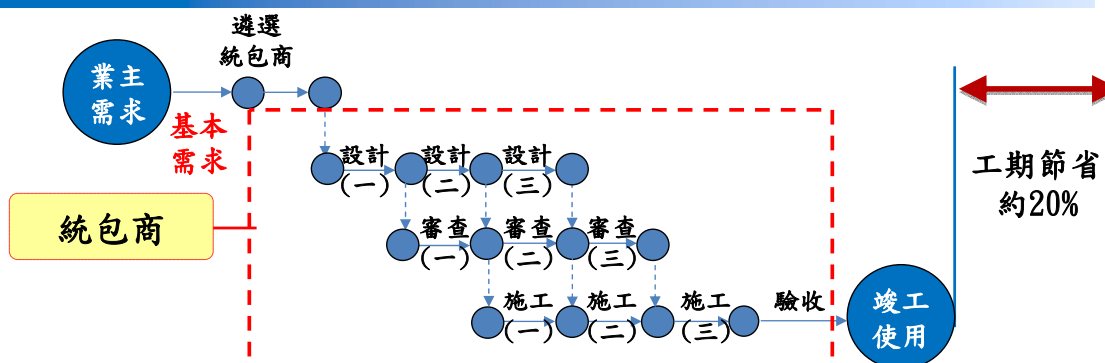 遴選
統包商
業主
需求
基本
需求
設計
(一)
設計
(二)
設計
(三)
工期節省
約20%
統包商
審查
(一)
審查
(二)
審查
(三)
施工
(一)
施工
(二)
施工
(三)
驗收
竣工
使用